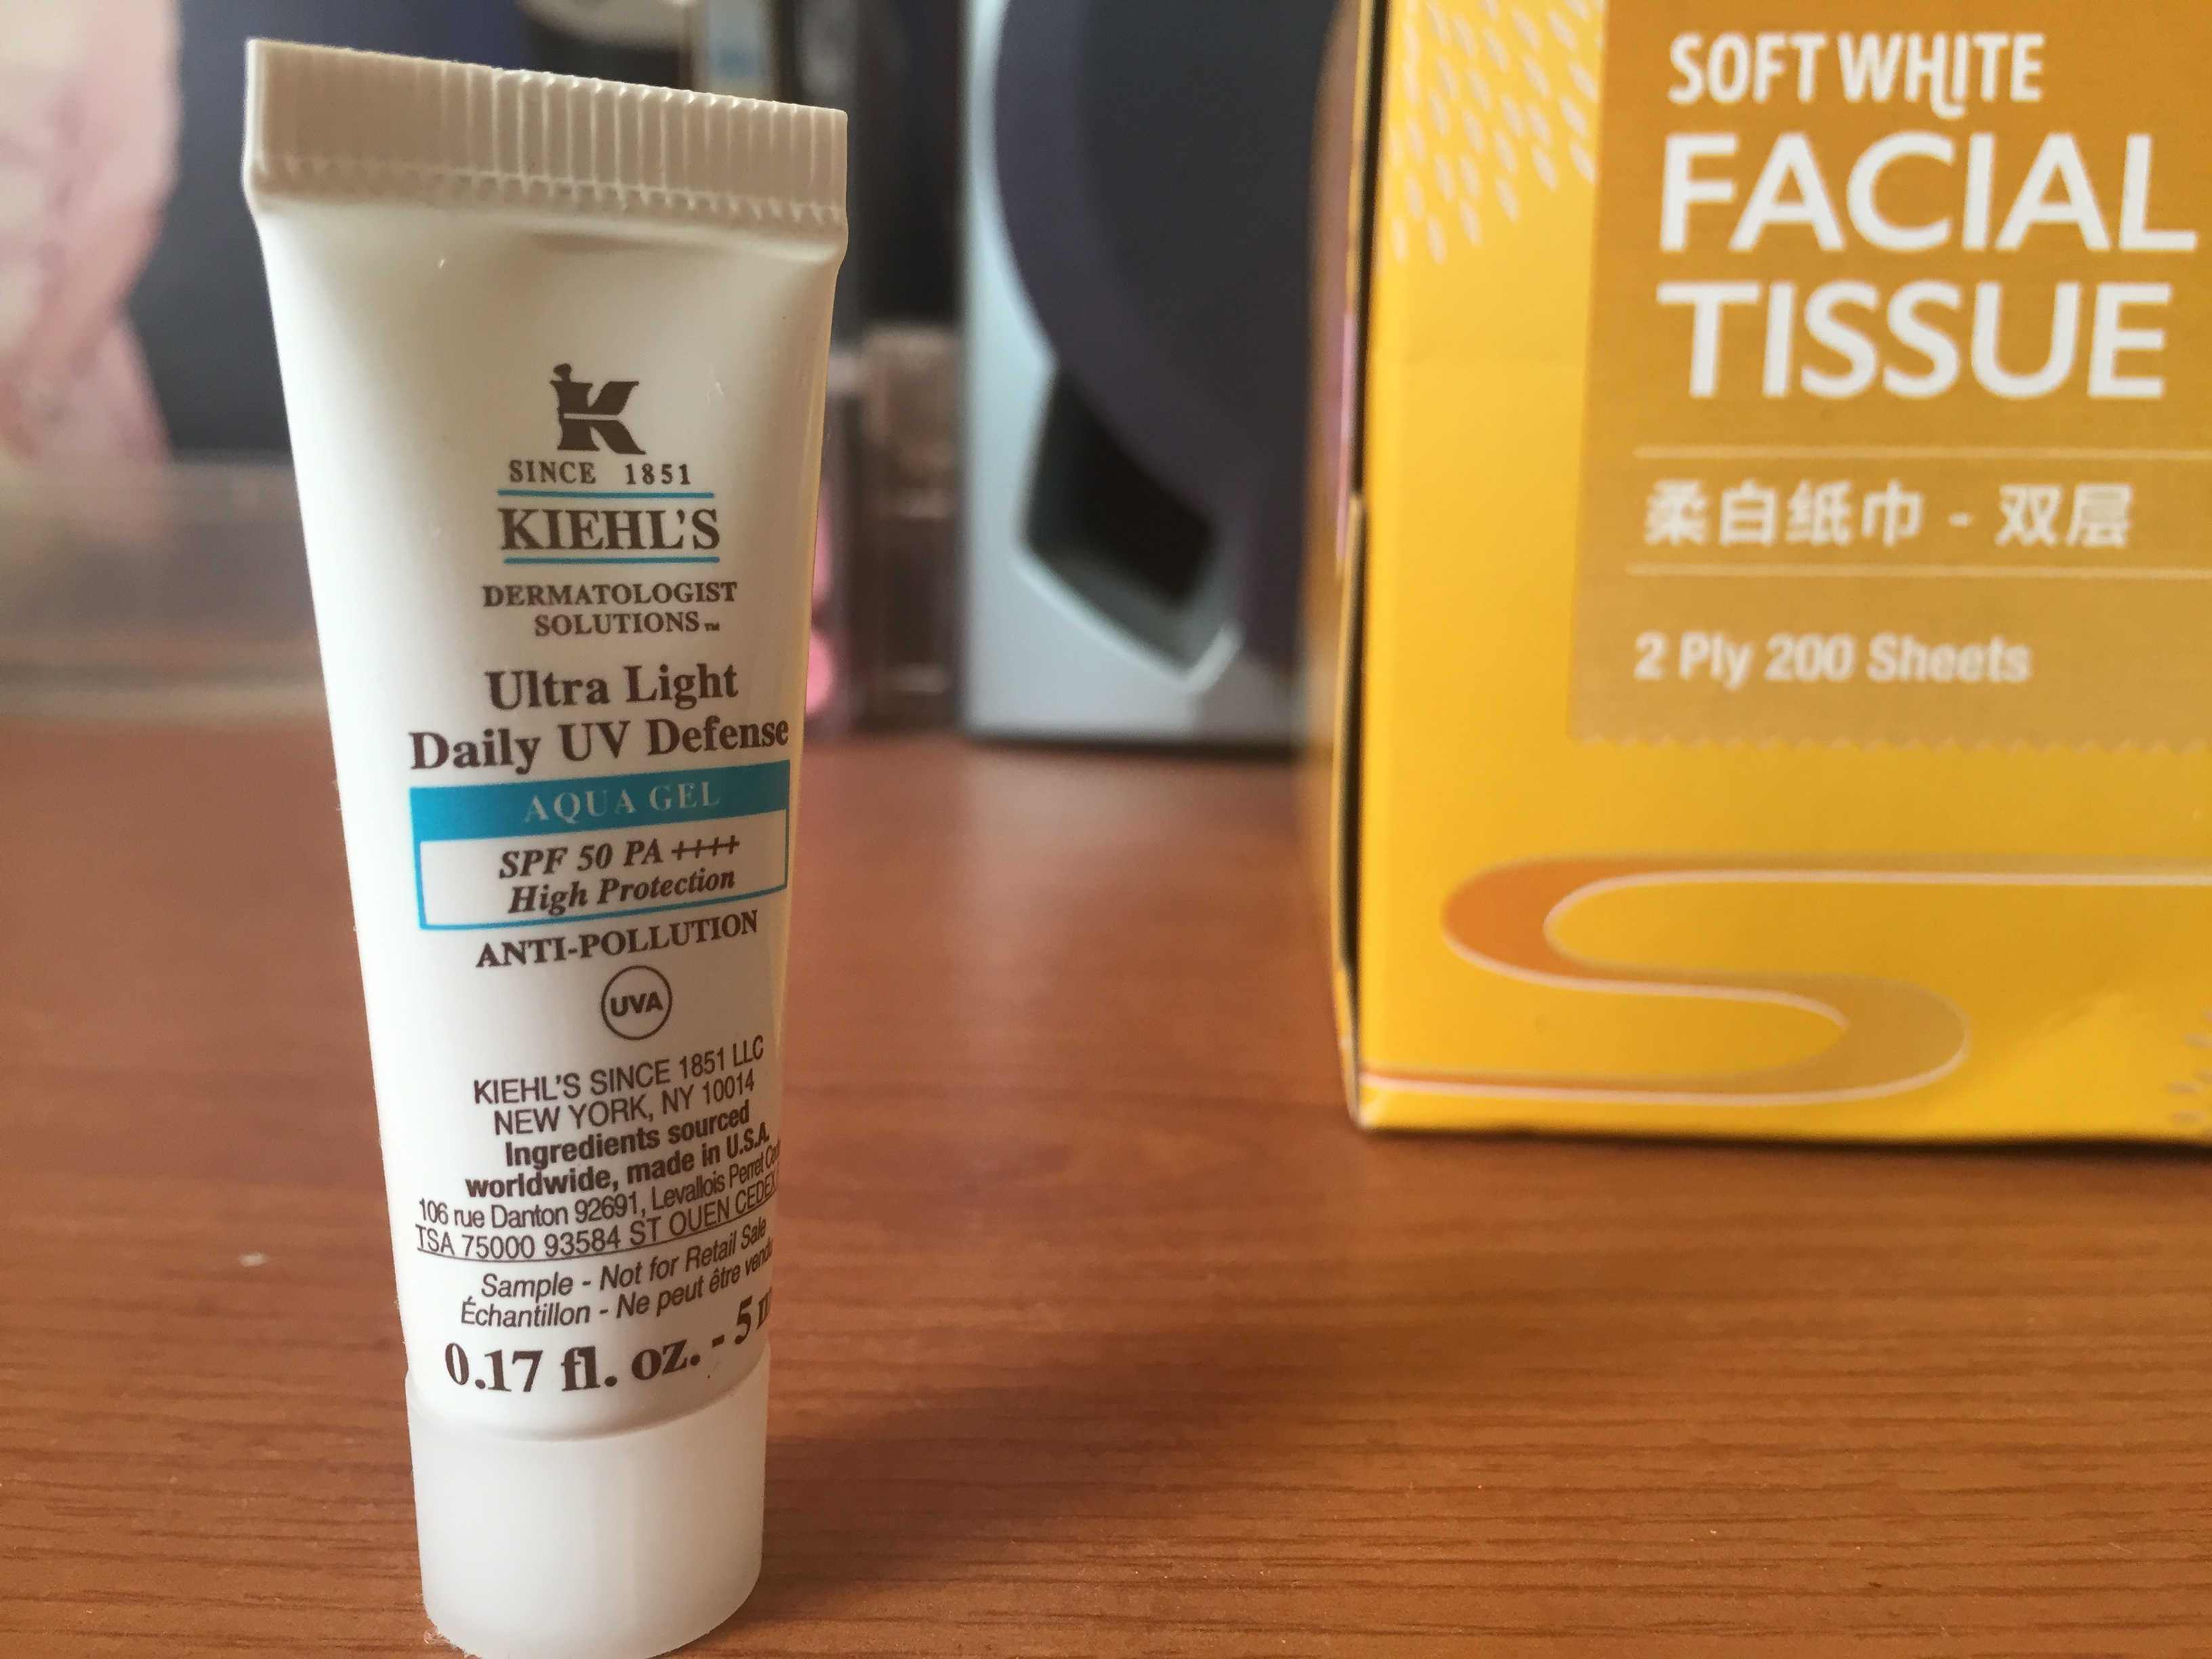 K
SINCE 1851
KIEHL'S
DERMATOLOGIST
SOLUTIONS™
Ultra Light
Daily UV Defense
AQUA GEL
SPF 50 PA ++++
High Protection
ANTI-POLLUTION
UVA
KIEHL'S SINCE 1851 LLC
NEW YORK, NY 10014
Ingredients sourced
worldwide, made in U.S.A.
106 rue Danton 92691, Levallois Perret
TSA 75000 93584 ST OUEN CEDEX
Sample - Not for Retail Sale
Échantillon - Ne peut être
0.17 fl. oz. - 5
SOFT WHITE
FACIAL
TISSUE
柔白纸巾 - 双层
2 Ply 200 Sheets